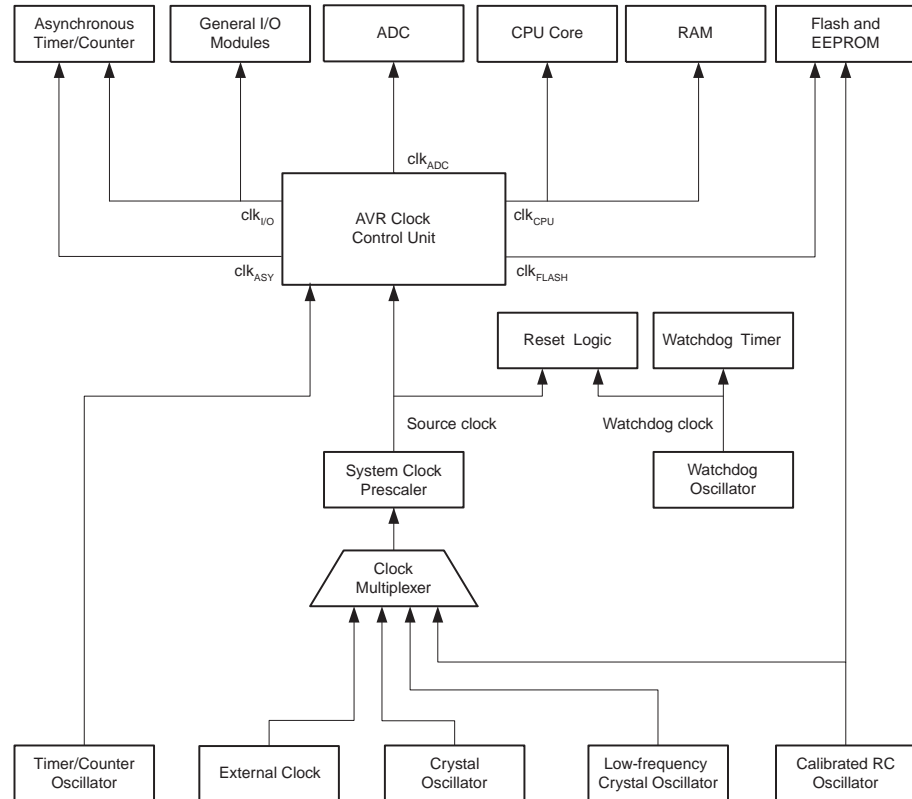 Asynchronous
Timer/Counter
General I/O
Modules
ADC
CPU Core
RAM
Flash and
EEPROM
clkADC
clkI/O
AVR Clock
Control Unit
clkCPU
clkASY
clkFLASH
Reset Logic
Watchdog Timer
Source clock
Watchdog clock
System Clock
Prescaler
Watchdog
Oscillator
Clock
Multiplexer
Timer/Counter
Oscillator
External Clock
Crystal
Oscillator
Low-frequency
Crystal Oscillator
Calibrated RC
Oscillator